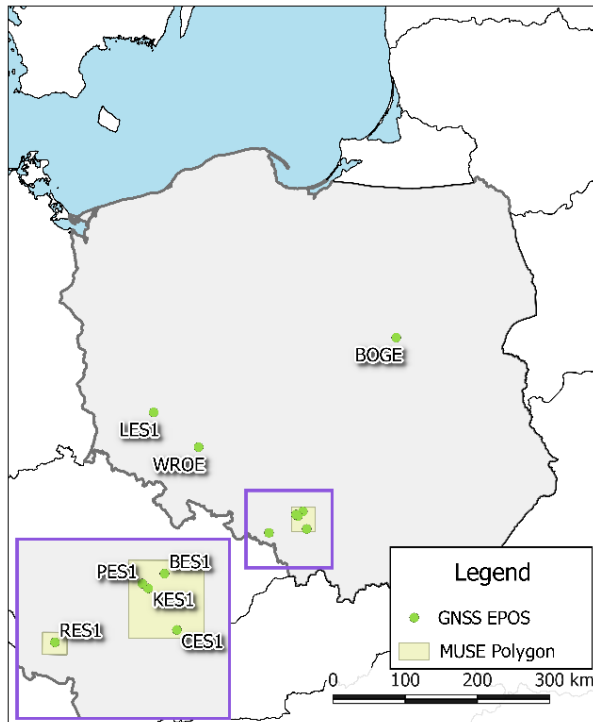 BOGE
LES1
WROE
BES1
PES1
KES1
RES1
CES1
Legend
GNSS EPOS
MUSE Polygon
0 100 200 300 km